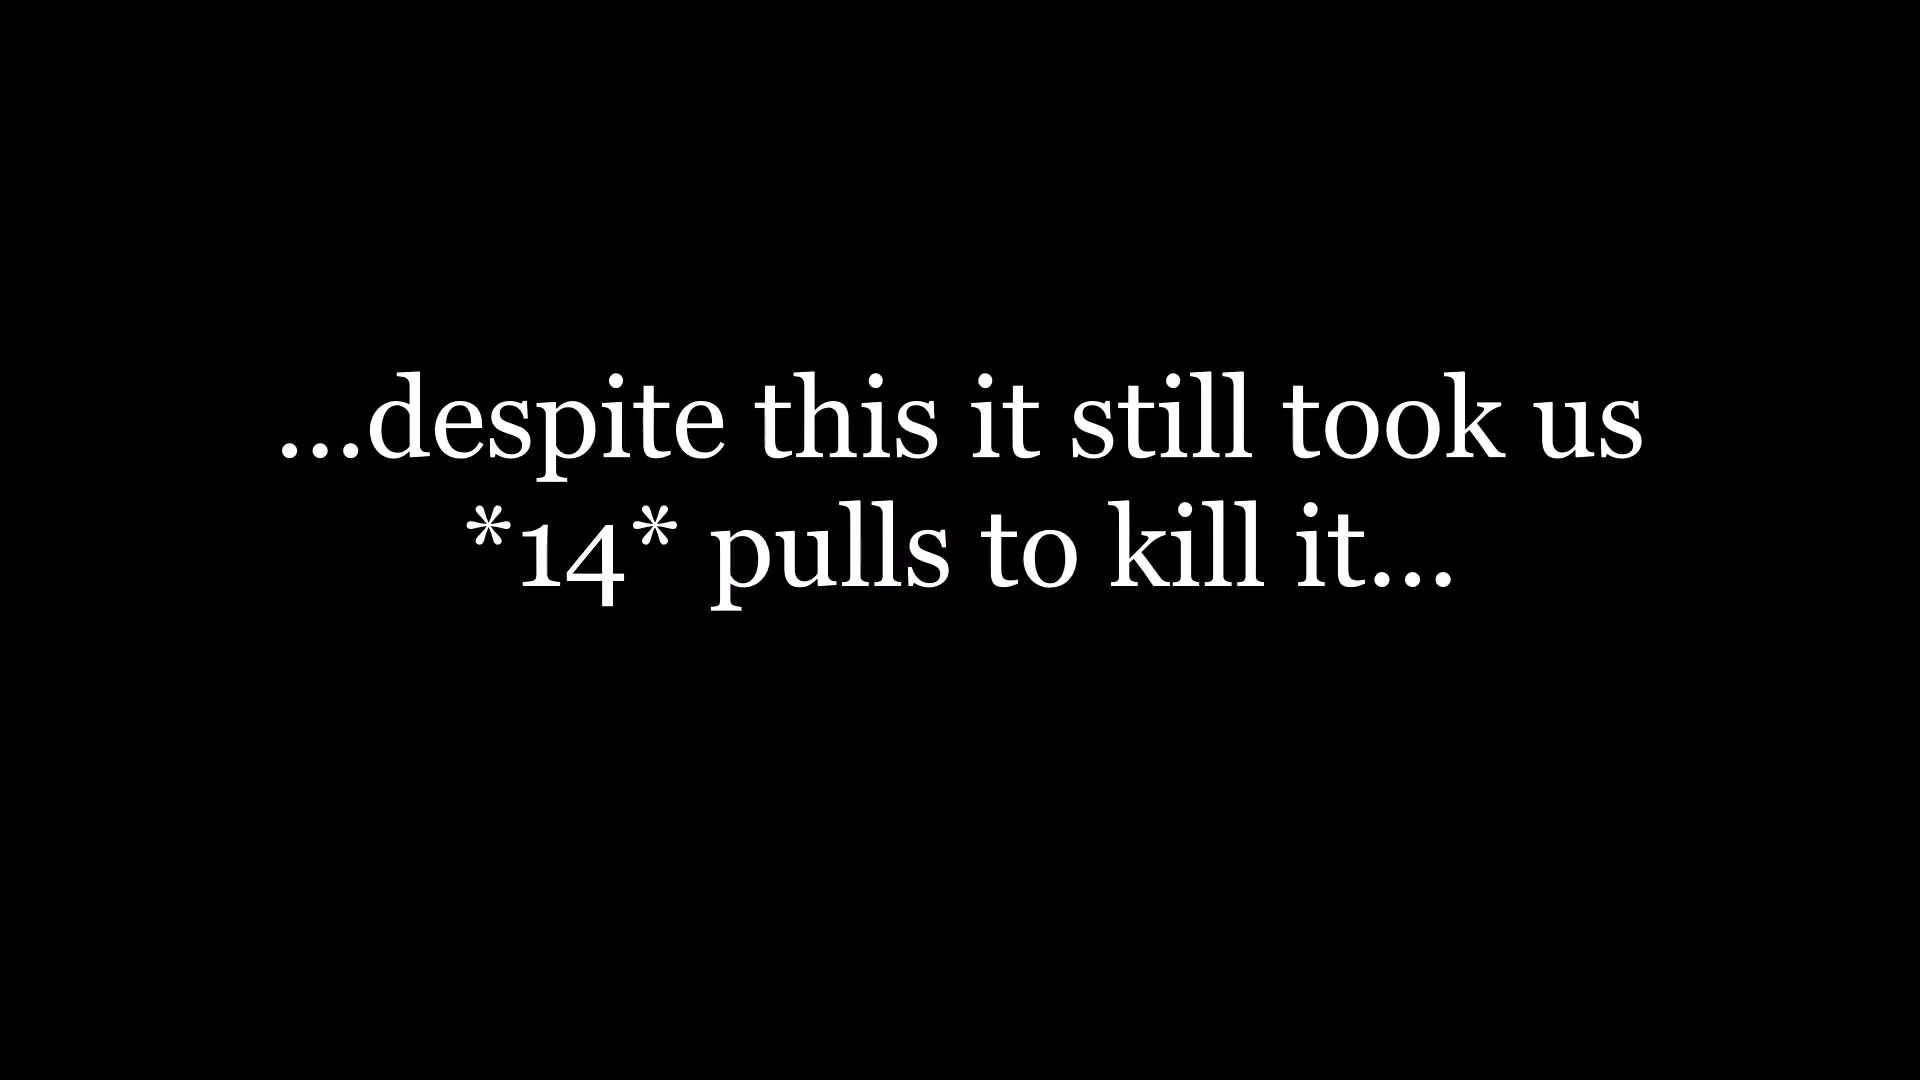 ...despite this it still took us
*14* pulls to kill it...